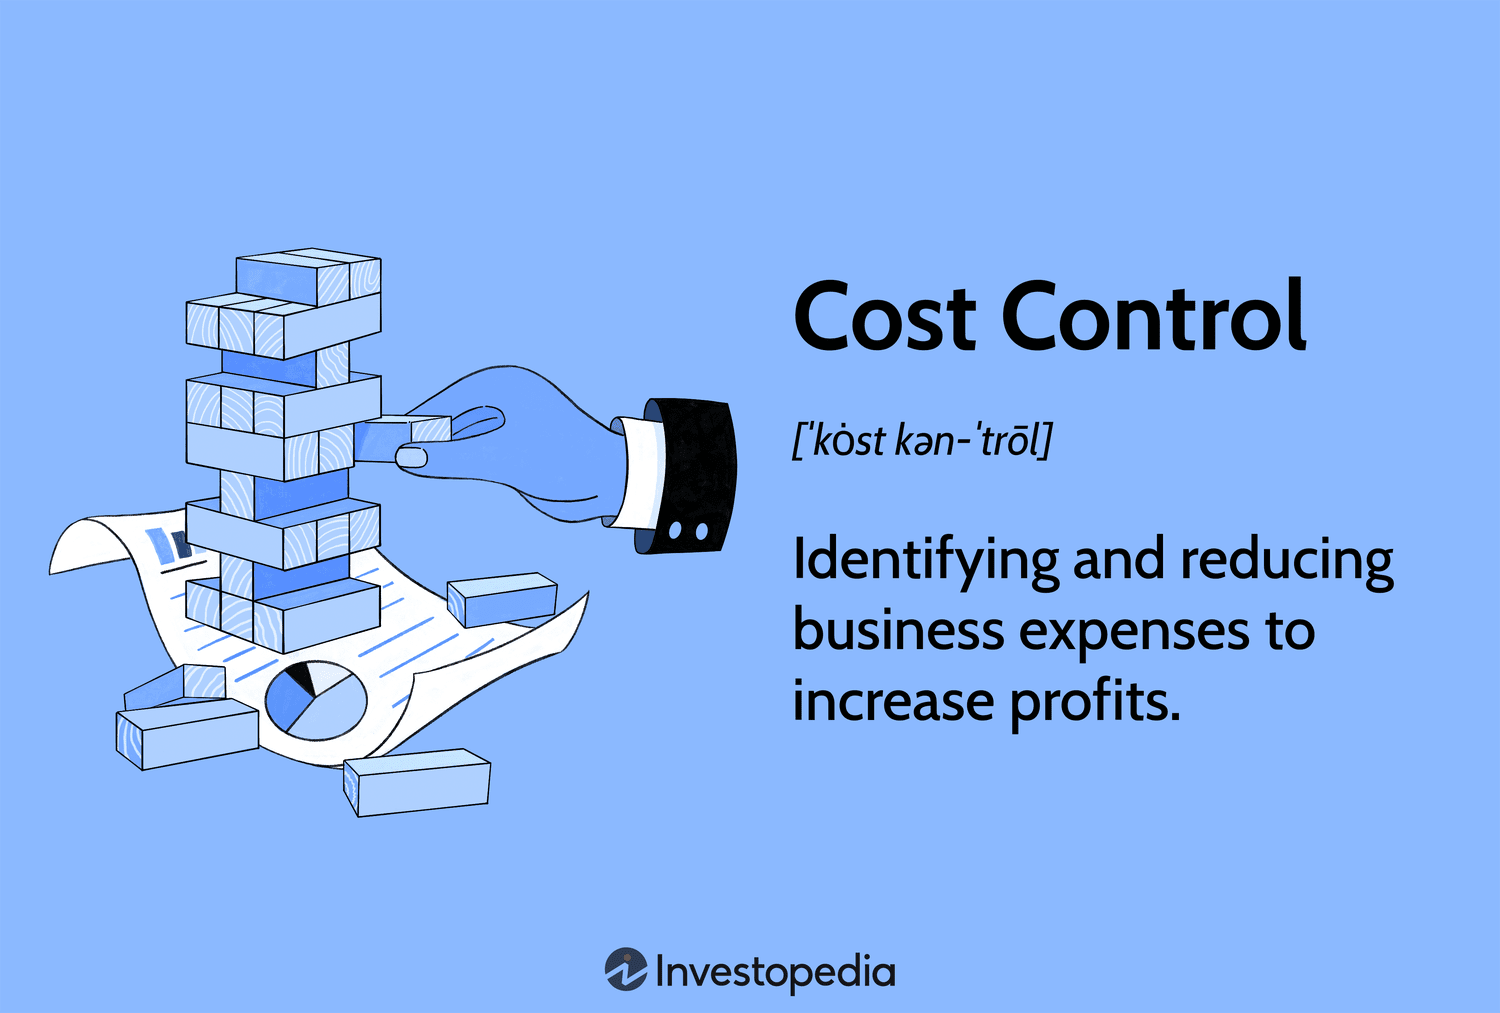 Cost Control
[ˈkȯst kən-ˈtrōl]
Identifying and reducing
business expenses to
increase profits.
Investopedia